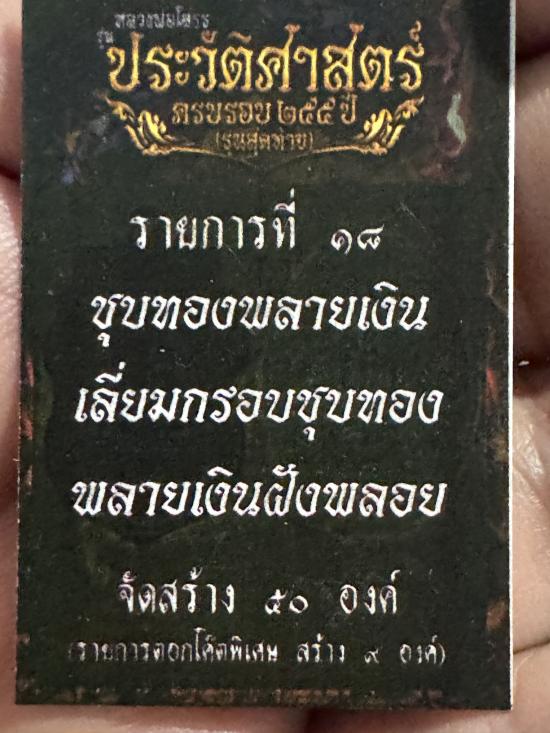 หลวงพ่อโสธร
รุ่น
ประวัติศาสตร์
ครบรอบ ๒๕๕ ปี
(รุ่นสุดท้าย)
รายการที่ ๑๘
ชุบทองพลายเงิน
เลี่ยมกรอบชุบทอง
พลายเงินฝังพลอย
จัดสร้าง ๕๐ องค์
(รายการตอกโค๊ตพิเศษ สร้าง ๙ องค์)